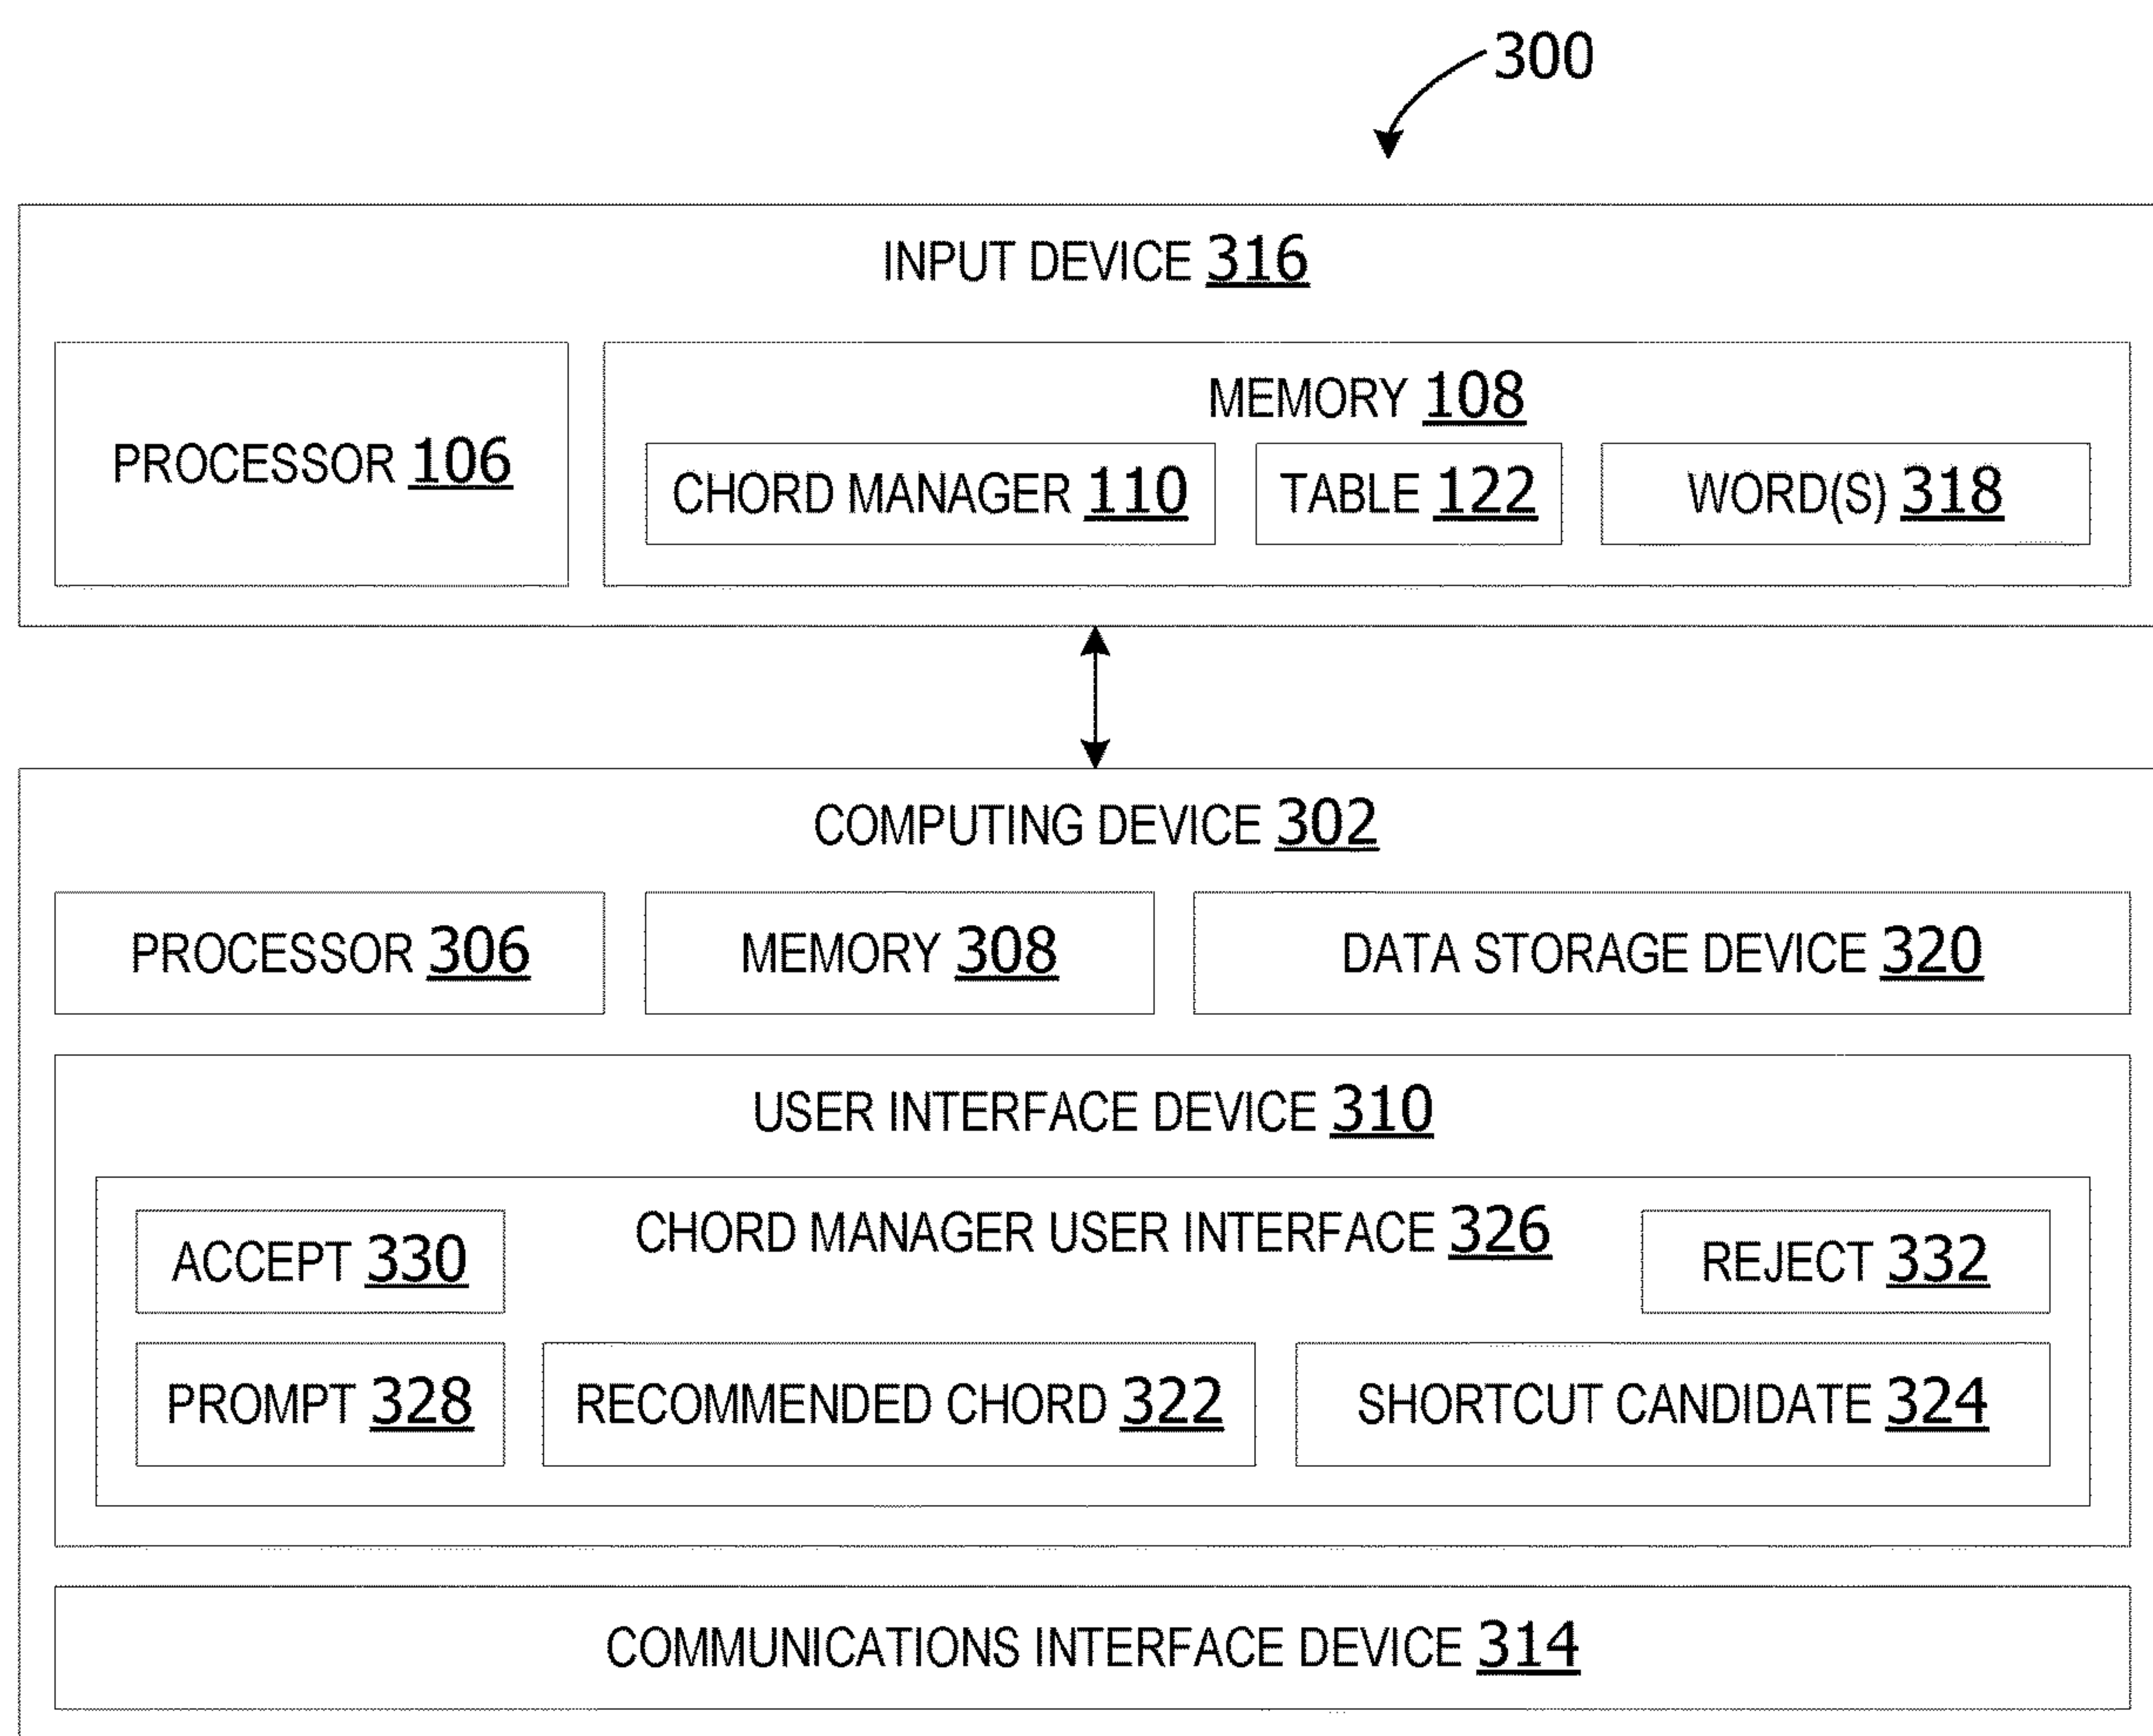 300
INPUT DEVICE 316
MEMORY 108
PROCESSOR 106
CHORD MANAGER 110
TABLE 122
WORD(S) 318
COMPUTING DEVICE 302
PROCESSOR 306
MEMORY 308
DATA STORAGE DEVICE 320
USER INTERFACE DEVICE 310
CHORD MANAGER USER INTERFACE 326
ACCEPT 330
REJECT 332
PROMPT 328
RECOMMENDED CHORD 322
SHORTCUT CANDIDATE 324
COMMUNICATIONS INTERFACE DEVICE 314